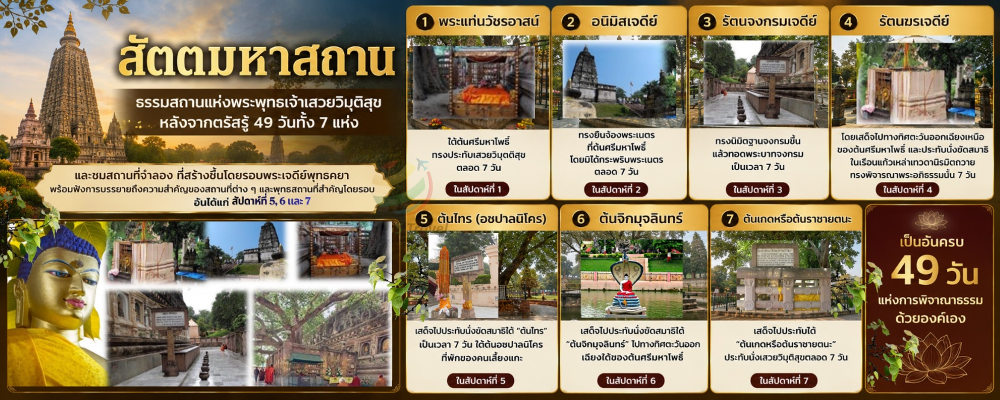 สัตตมหาสถาน
ธรรมสถานแห่งพระพุทธเจ้าเสวยวิมุติสุข
หลังจากตรัสรู้ 49 วันทั้ง 7 แห่ง
และชมสถานที่จำลอง ที่สร้างขึ้นโดยรอบพระเจดีย์พุทธคยา
พร้อมฟังการบรรยายถึงความสำคัญของสถานที่ต่าง ๆ และพุทธสถานที่สำคัญโดยรอบ
อันได้แก่ สัปดาห์ที่ 5, 6 และ 7
1 พระแท่นวัชรอาสน์
ใต้ต้นศรีมหาโพธิ์
ทรงประทับเสวยวิมุตติสุข
ตลอด 7 วัน
ในสัปดาห์ที่ 1
2 อนิมิสเจดีย์
ทรงยืนจ้องพระเนตร
ที่ต้นศรีมหาโพธิ์
โดยมิได้กระพริบพระเนตร
ตลอด 7 วัน
ในสัปดาห์ที่ 2
3 รัตนจงกรมเจดีย์
ทรงนิมิตฐานจงกรมขึ้น
แล้วทอดพระบาทจงกรม
เป็นเวลา 7 วัน
ในสัปดาห์ที่ 3
4 รัตนฆรเจดีย์
โดยเสด็จไปทางทิศตะวันออกเฉียงเหนือ
ของต้นศรีมหาโพธิ์ และประทับนั่งขัดสมาธิ
ในเรือนแก้วเหล่าเทวดานิรมิตถวาย
ทรงพิจารณาพระอภิธรรมนั้น 7 วัน
ในสัปดาห์ที่ 4
5 ต้นไทร (อชปาลนิโคร)
Travel
เสด็จไปประทับนั่งขัดสมาธิใต้ “ต้นไทร”
เป็นเวลา 7 วัน ใต้ต้นอชปาลนิโคร
ที่พักของคนเลี้ยงแกะ
ในสัปดาห์ที่ 5
6 ต้นจิกมุจลินทร์
เสด็จไปประทับนั่งขัดสมาธิใต้
“ต้นจิกมุจลินทร์” ไปทางทิศตะวันออก
เฉียงใต้ของต้นศรีมหาโพธิ์
ในสัปดาห์ที่ 6
7 ต้นเกดหรือต้นราชายตนะ
เสด็จไปประทับใต้
“ต้นเกดหรือต้นราชายตนะ”
ประทับนั่งเสวยวิมุติสุขตลอด 7 วัน
ในสัปดาห์ที่ 7
เป็นอันครบ
49 วัน
แห่งการพิจาณาธรรม
ด้วยองค์เอง